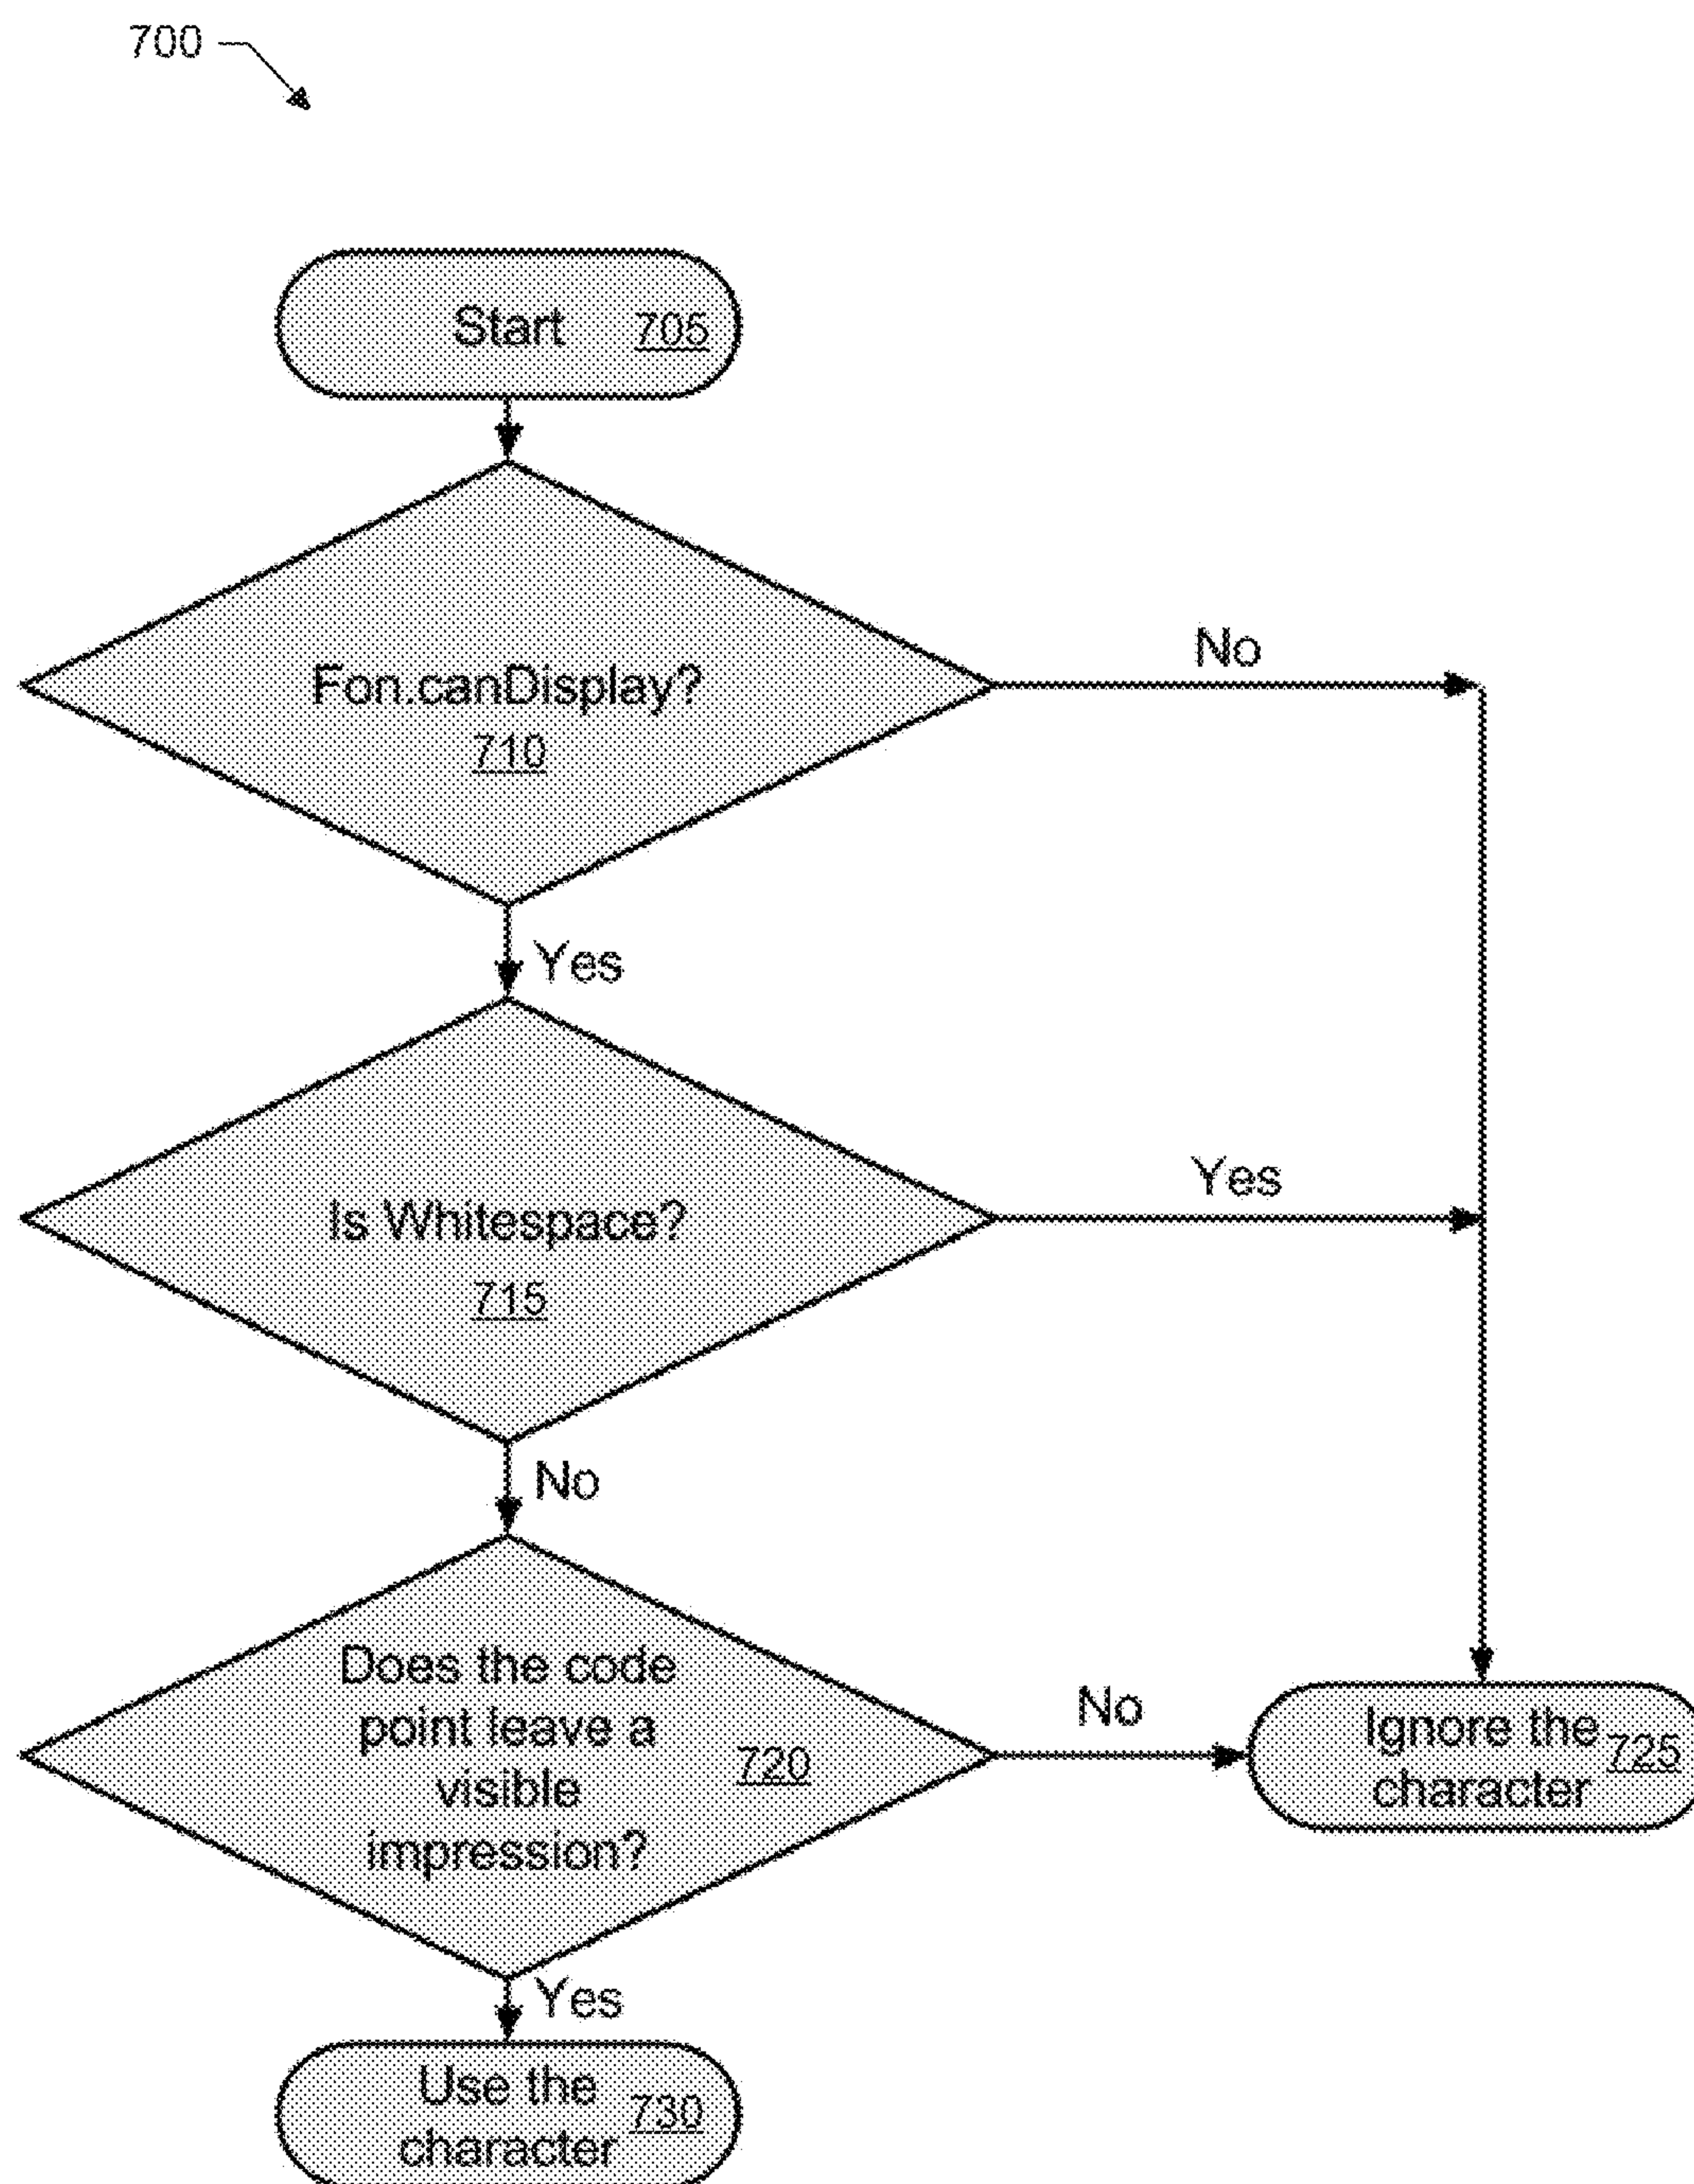 700
Start 705
Fon.canDisplay?
No
710
Yes
Is Whitespace?
Yes
715
No
Does the code
point leave a
visible
impression?
720
No
Ignore the
character
725
Yes
Use the
character
730